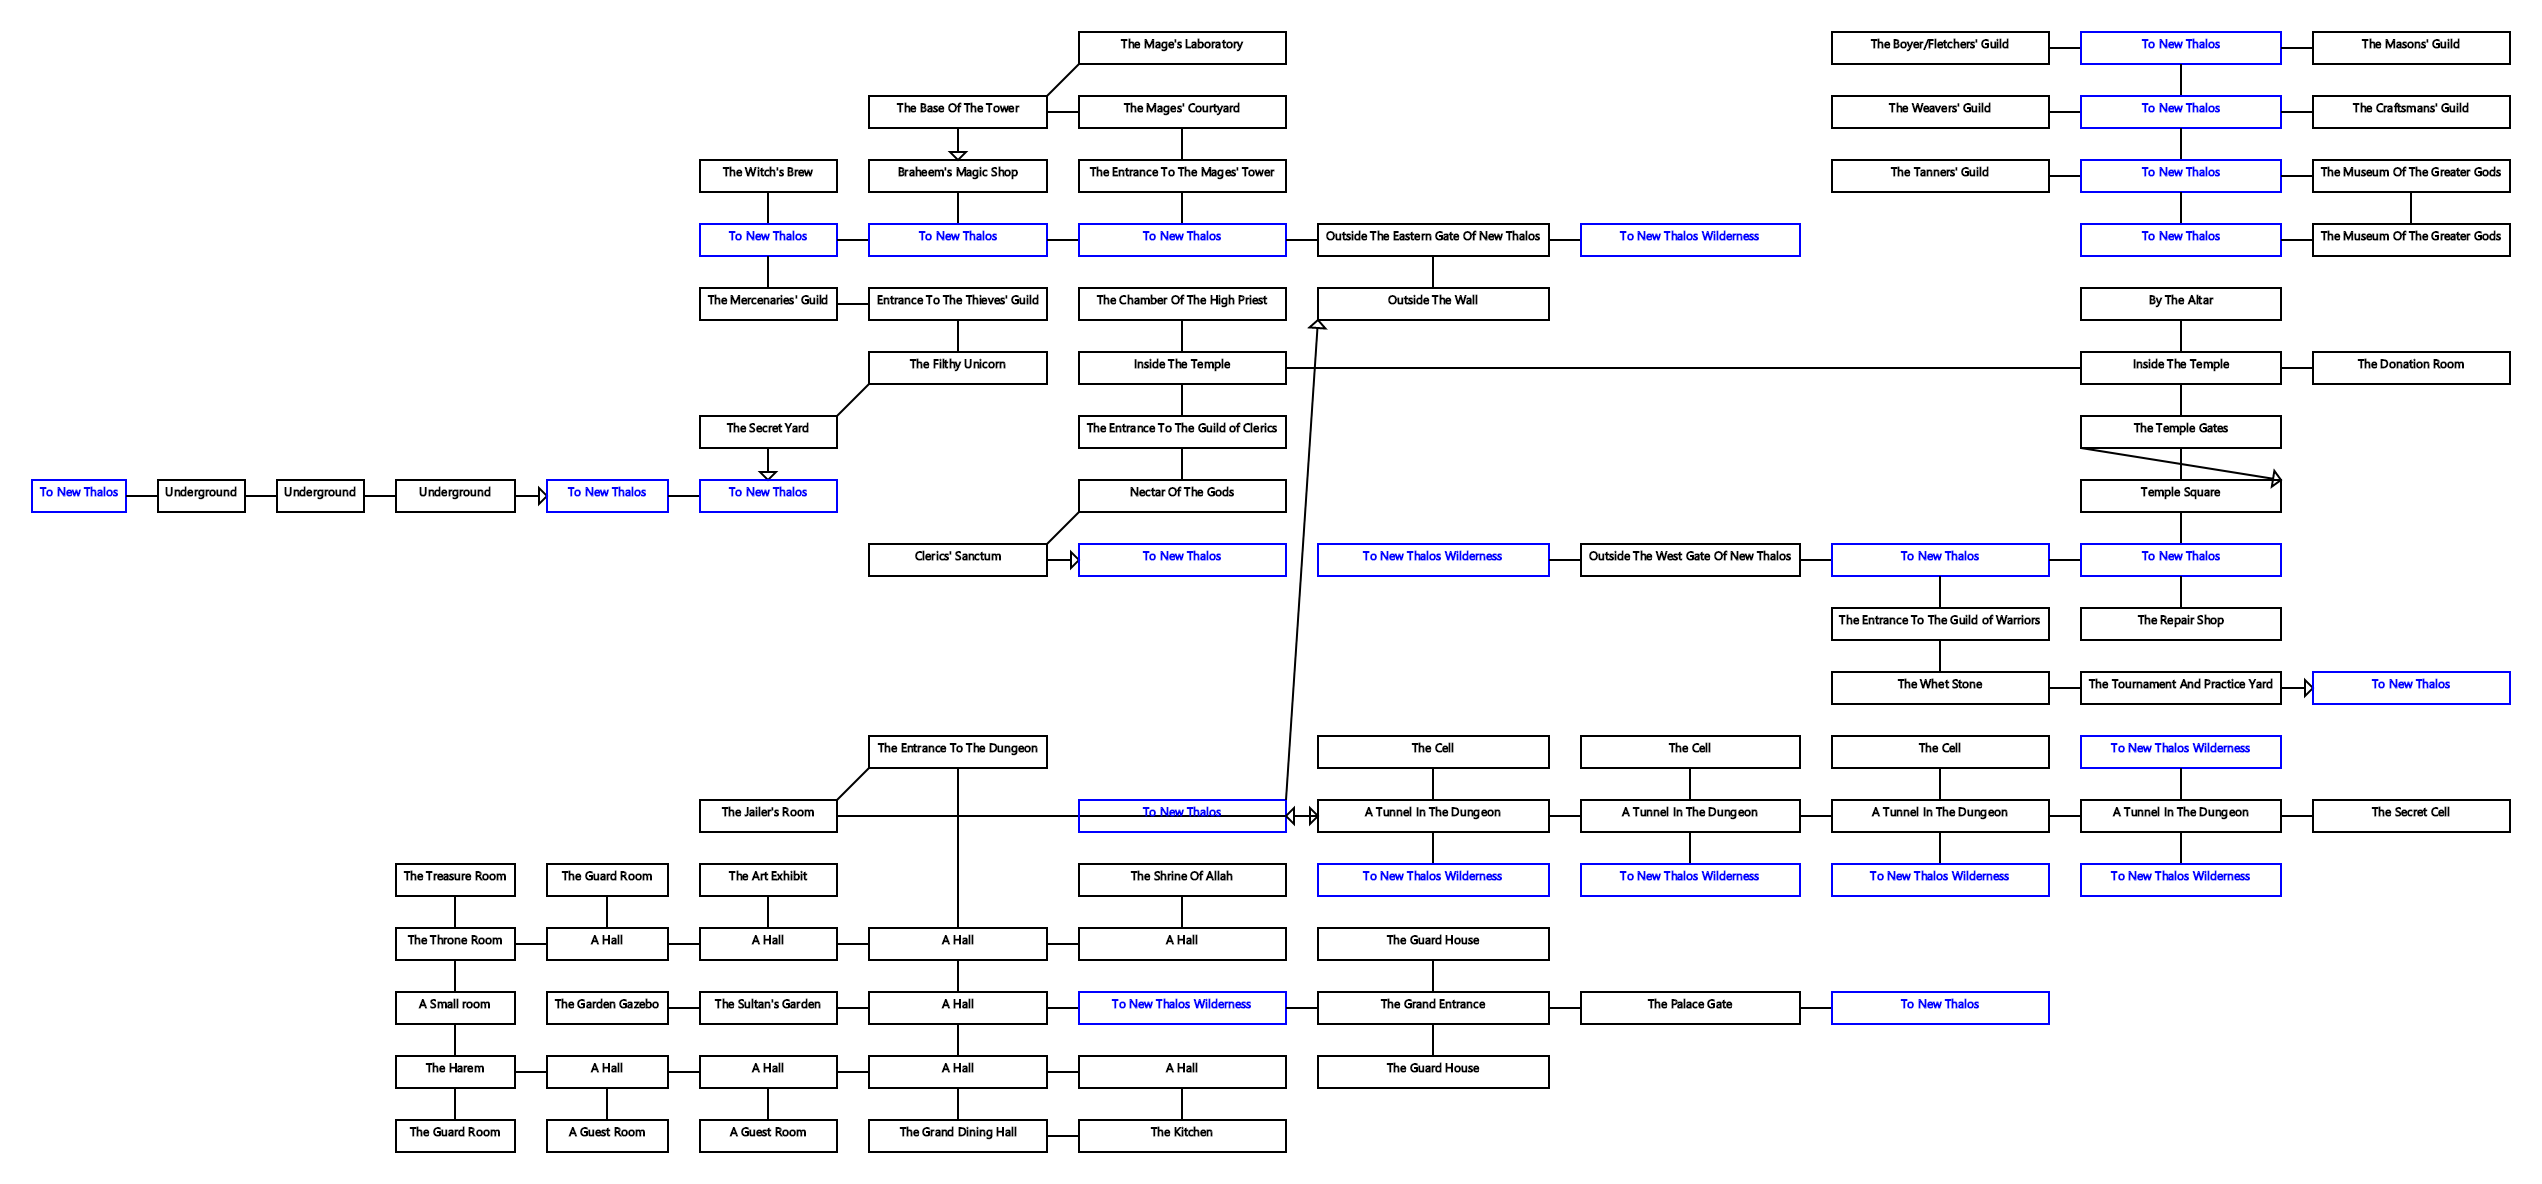 The Mage's Laboratory
The Boyer/Fletchers' Guild
To New Thalos
The Masons' Guild
The Base Of The Tower
The Mages' Courtyard
The Weavers' Guild
To New Thalos
The Craftsmans' Guild
The Witch's Brew
Braheem's Magic Shop
The Entrance To The Mages' Tower
The Tanners' Guild
To New Thalos
The Museum Of The Greater Gods
To New Thalos
To New Thalos
To New Thalos
Outside The Eastern Gate Of New Thalos
To New Thalos Wilderness
To New Thalos
The Museum Of The Greater Gods
The Mercenaries' Guild
Entrance To The Thieves' Guild
The Chamber Of The High Priest
Outside The Wall
By The Altar
The Filthy Unicorn
Inside The Temple
Inside The Temple
The Donation Room
The Secret Yard
The Entrance To The Guild of Clerics
The Temple Gates
To New Thalos
Underground
Underground
Underground
To New Thalos
To New Thalos
Nectar Of The Gods
Temple Square
Clerics' Sanctum
To New Thalos
To New Thalos Wilderness
Outside The West Gate Of New Thalos
To New Thalos
To New Thalos
The Entrance To The Guild of Warriors
The Repair Shop
The Whet Stone
The Tournament And Practice Yard
To New Thalos
The Entrance To The Dungeon
The Cell
The Cell
The Cell
To New Thalos Wilderness
The Jailer's Room
To New Thalos
A Tunnel In The Dungeon
A Tunnel In The Dungeon
A Tunnel In The Dungeon
A Tunnel In The Dungeon
The Secret Cell
The Treasure Room
The Guard Room
The Art Exhibit
The Shrine Of Allah
To New Thalos Wilderness
To New Thalos Wilderness
To New Thalos Wilderness
To New Thalos Wilderness
The Throne Room
A Hall
A Hall
A Hall
A Hall
The Guard House
A Small room
The Garden Gazebo
The Sultan's Garden
A Hall
To New Thalos Wilderness
The Grand Entrance
The Palace Gate
To New Thalos
The Harem
A Hall
A Hall
A Hall
A Hall
The Guard House
The Guard Room
A Guest Room
A Guest Room
The Grand Dining Hall
The Kitchen